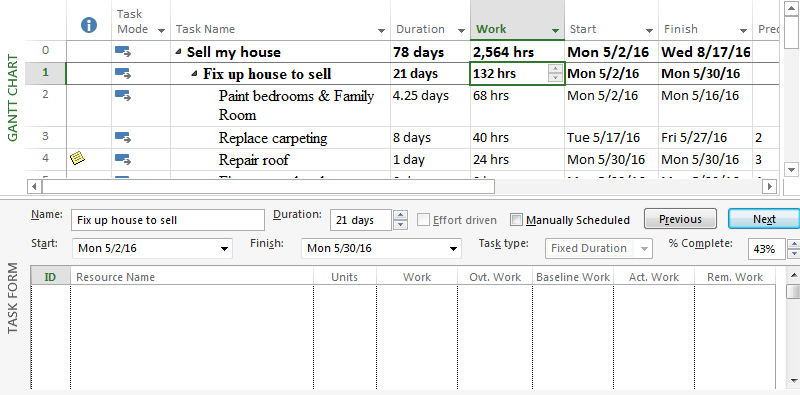 GANTT CHART
Task Mode Task Name Duration Work Start Finish Pred
0 Sell my house 78 days 2,564 hrs Mon 5/2/16 Wed 8/17/16
1 Fix up house to sell 21 days 132 hrs Mon 5/2/16 Mon 5/30/16
2 Paint bedrooms & Family Room 4.25 days 68 hrs Mon 5/2/16 Mon 5/16/16
3 Replace carpeting 8 days 40 hrs Tue 5/17/16 Fri 5/27/16 2
4 Repair roof 1 day 24 hrs Mon 5/30/16 Mon 5/30/16 3
TASK FORM
Name: Fix up house to sell Duration: 21 days Effort driven Manually Scheduled Previous Next
Start: Mon 5/2/16 Finish: Mon 5/30/16 Task type: Fixed Duration % Complete: 43%
ID Resource Name Units Work Ovt. Work Baseline Work Act. Work Rem. Work